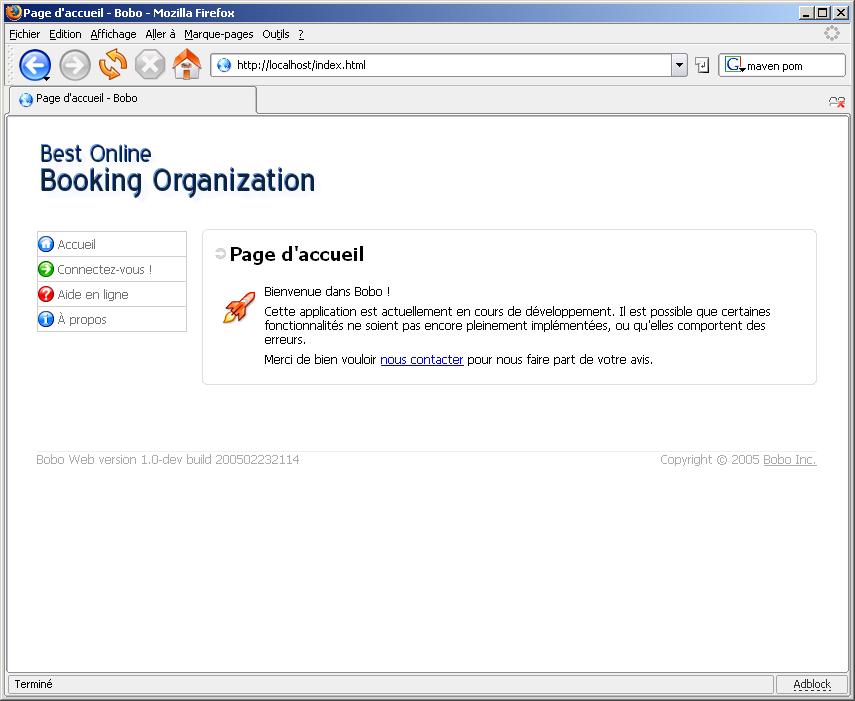 Page d'accueil - Bobo - Mozilla Firefox
Fichier Edition Affichage Aller à Marque-pages Outils ?
http://localhost/index.html
G maven pom
Page d'accueil - Bobo
Best Online
Booking Organization
Accueil
Connectez-vous !
Aide en ligne
À propos
Page d'accueil
Bienvenue dans Bobo !
Cette application est actuellement en cours de développement. Il est possible que certaines
fonctionnalités ne soient pas encore pleinement implémentées, ou qu'elles comportent des
erreurs.
Merci de bien vouloir nous contacter pour nous faire part de votre avis.
Bobo Web version 1.0-dev build 200502232114
Copyright © 2005 Bobo Inc.
Terminé
Adblock